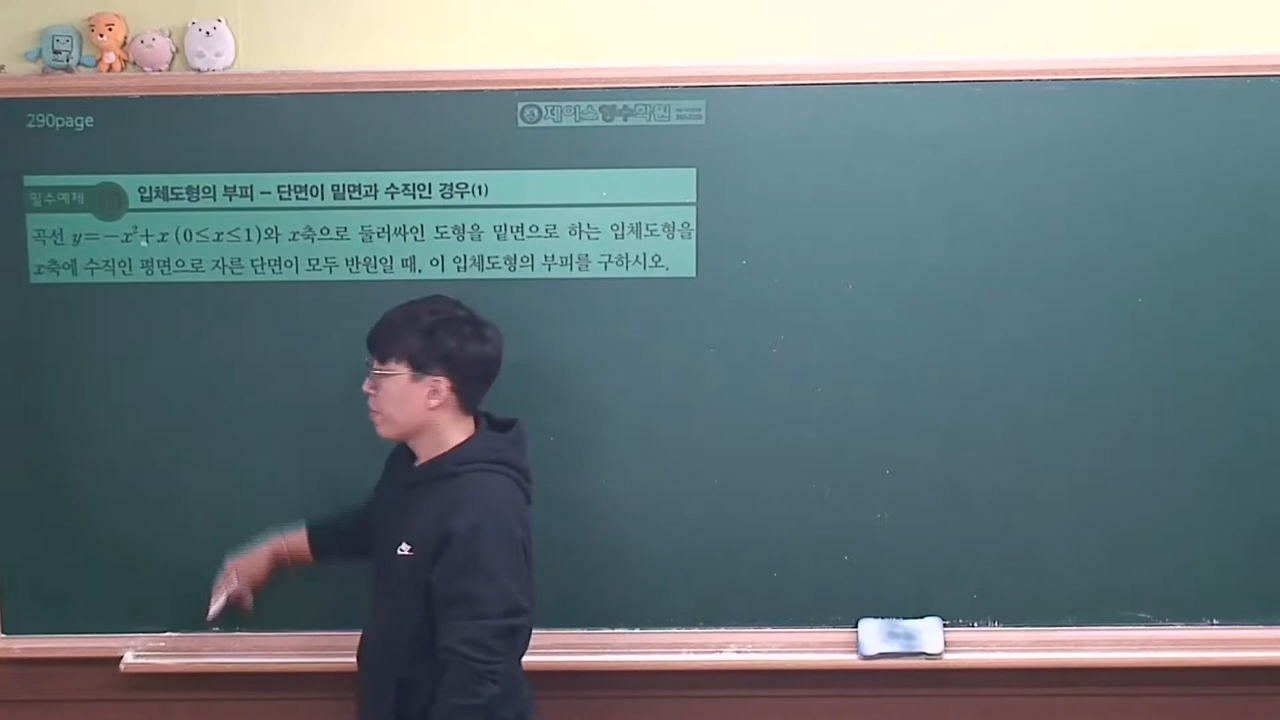 290page
제이스영수학원
필수예제 입체도형의 부피 – 단면이 밑면과 수직인 경우(1)
곡선 y=−x²+x (0≤x≤1)와 x축으로 둘러싸인 도형을 밑면으로 하는 입체도형을
x축에 수직인 평면으로 자른 단면이 모두 반원일 때, 이 입체도형의 부피를 구하시오.